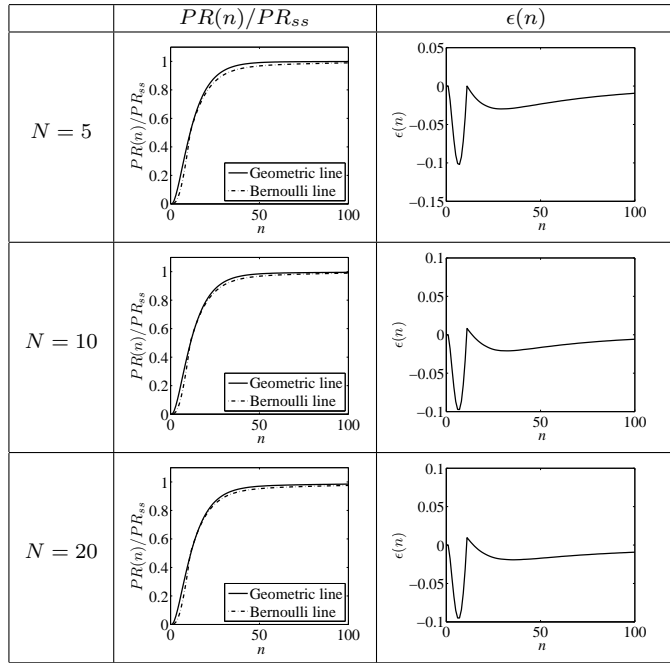 PR(n)/PR_ss ϵ(n)
N = 5
PR(n)/PR_ss
1
0.8
0.6
0.4
0.2
0
0 50 100
n
Geometric line
Bernoulli line
ϵ(n)
0.05
0
−0.05
−0.1
−0.15
0 50 100
n
N = 10
PR(n)/PR_ss
1
0.8
0.6
0.4
0.2
0
0 50 100
n
Geometric line
Bernoulli line
ϵ(n)
0.1
0.05
0
−0.05
−0.1
0 50 100
n
N = 20
PR(n)/PR_ss
1
0.8
0.6
0.4
0.2
0
0 50 100
n
Geometric line
Bernoulli line
ϵ(n)
0.1
0.05
0
−0.05
−0.1
0 50 100
n